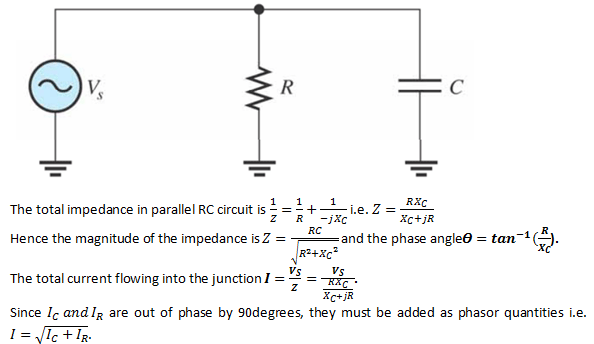 V_s
R
C
The total impedance in parallel RC circuit is \frac{1}{Z} = \frac{1}{R} + \frac{1}{-jX_C} i.e. Z = \frac{RX_C}{X_C+jR}
Hence the magnitude of the impedance is Z = \frac{RC}{\sqrt{R^2+X_C^2}} and the phase angle θ = tan^{-1}(\frac{R}{X_C}).
The total current flowing into the junction I = \frac{V_S}{Z} = \frac{V_S}{\frac{RX_C}{X_C+jR}}.
Since I_C and I_R are out of phase by 90degrees, they must be added as phasor quantities i.e.
I = \sqrt{I_C + I_R}.